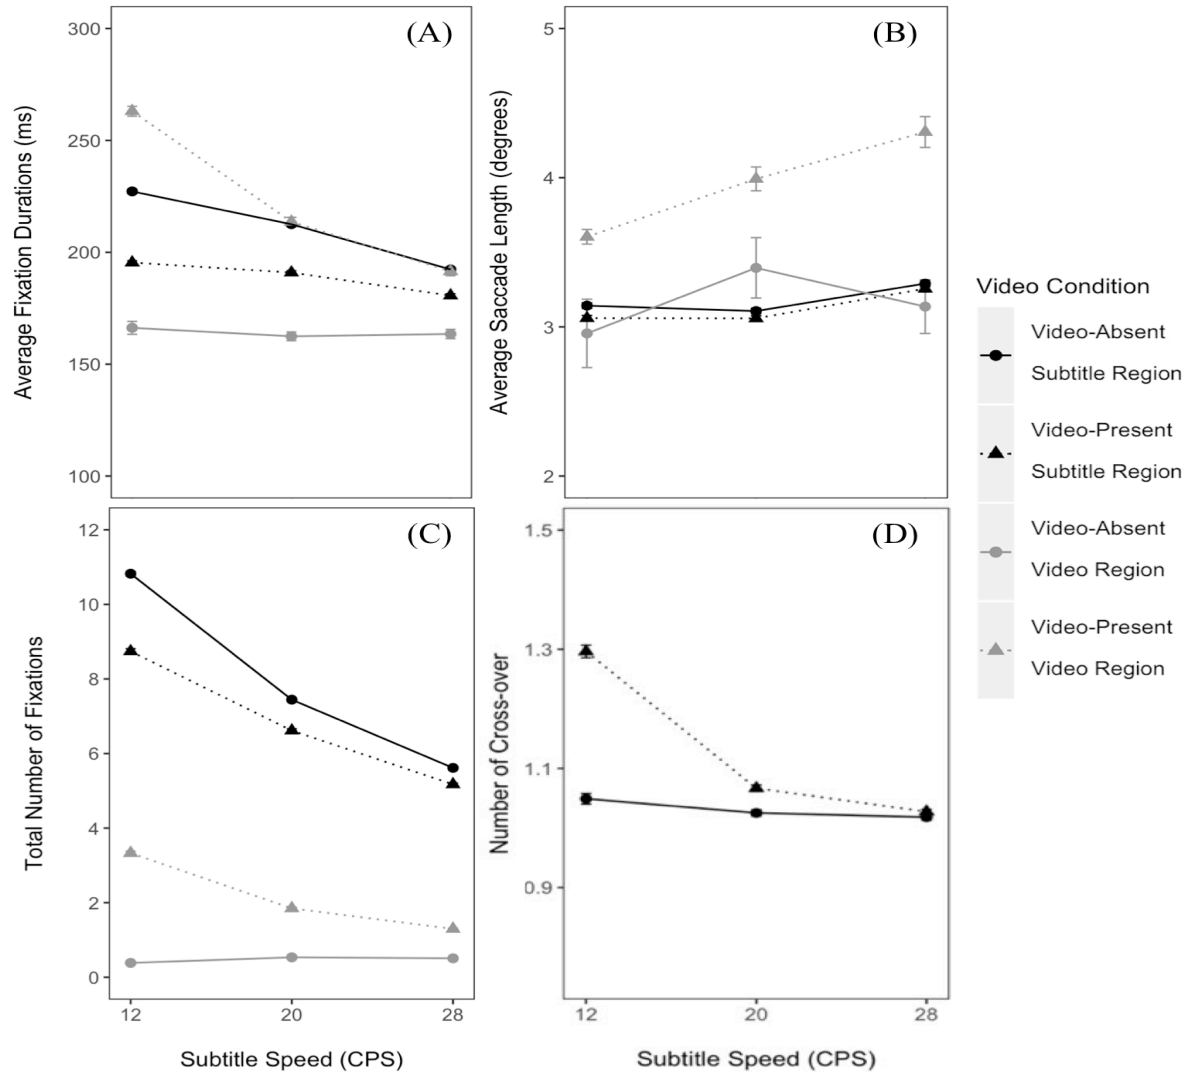 (A)
300
250
200
150
100
Average Fixation Durations (ms)
(B)
5
4
3
2
Average Saccade Length (degrees)
(C)
12
10
8
6
4
2
0
Total Number of Fixations
12
20
28
Subtitle Speed (CPS)
(D)
1.5
1.3
1.1
0.9
Number of Cross-over
12
20
28
Subtitle Speed (CPS)
Video Condition
Video-Absent
Subtitle Region
Video-Present
Subtitle Region
Video-Absent
Video Region
Video-Present
Video Region